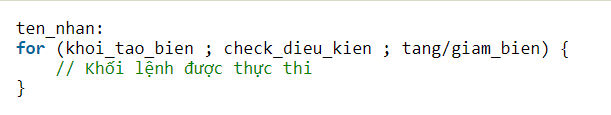 ten_nhan:
for (khoi_tao_bien ; check_dieu_kien ; tang/giam_bien) {
// Khối lệnh được thực thi
}